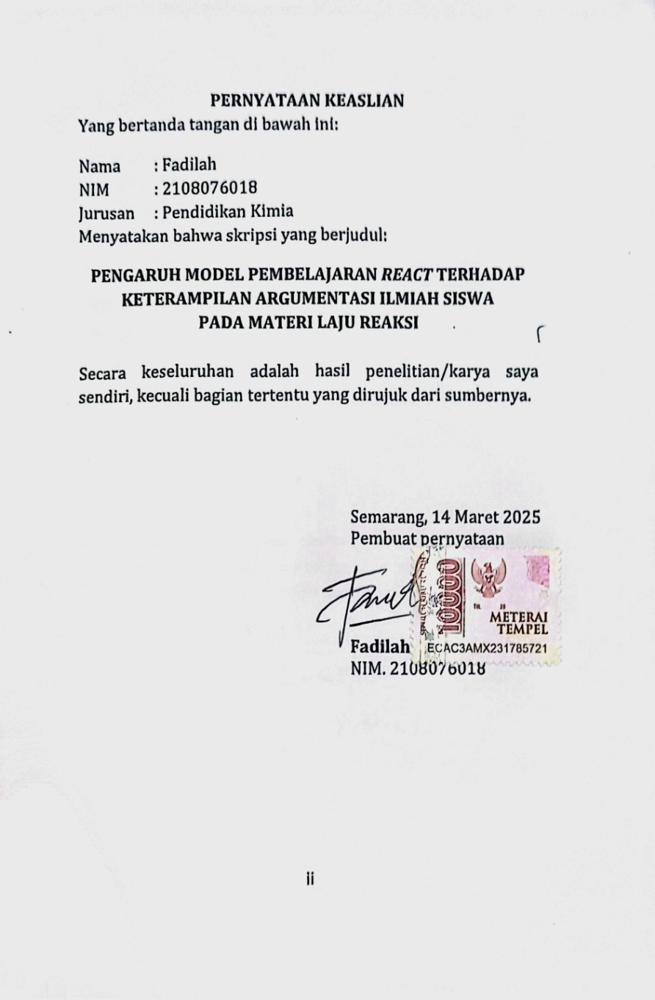 PERNYATAAN KEASLIAN
Yang bertanda tangan di bawah ini:
Nama : Fadilah
NIM : 2108076018
Jurusan : Pendidikan Kimia
Menyatakan bahwa skripsi yang berjudul:
PENGARUH MODEL PEMBELAJARAN REACT TERHADAP
KETERAMPILAN ARGUMENTASI ILMIAH SISWA
PADA MATERI LAJU REAKSI
Secara keseluruhan adalah hasil penelitian/karya saya
sendiri, kecuali bagian tertentu yang dirujuk dari sumbernya.
Semarang, 14 Maret 2025
Pembuat pernyataan
10000
METERAI
TEMPEL
ECAC3AMX231785721
Fadilah
NIM. 2108076018
ii